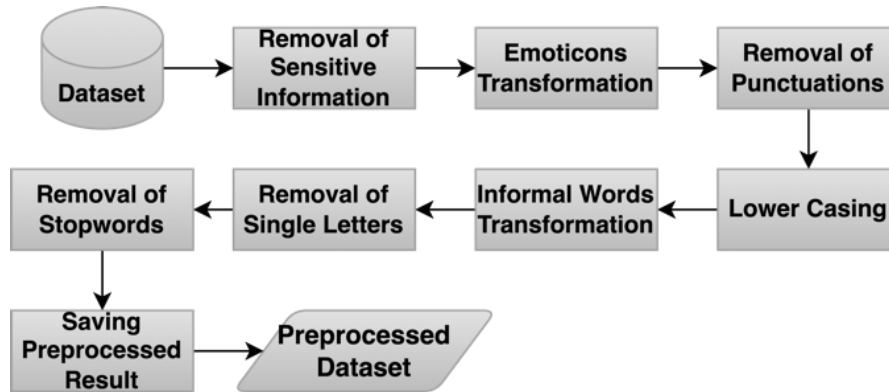 Dataset
Removal of
Sensitive
Information
Emoticons
Transformation
Removal of
Punctuations
Lower Casing
Informal Words
Transformation
Removal of
Single Letters
Removal of
Stopwords
Saving
Preprocessed
Result
Preprocessed
Dataset